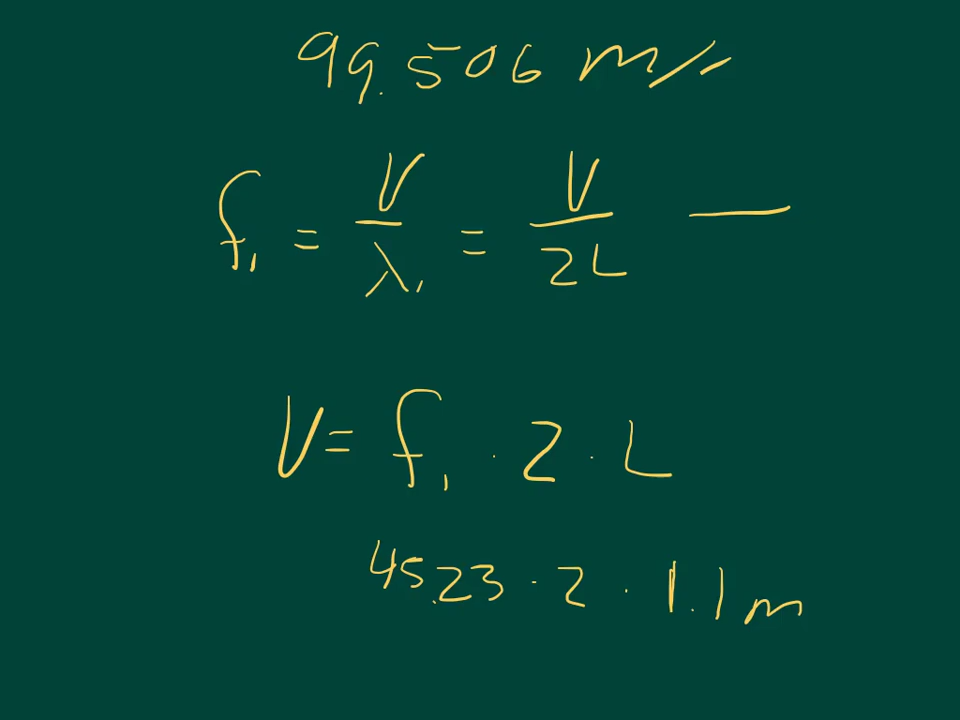 99.506 m/s
f₁ = V/λ₁ = V/2L —
V = f₁ · 2 · L
45.23 · 2 · 1.1 m